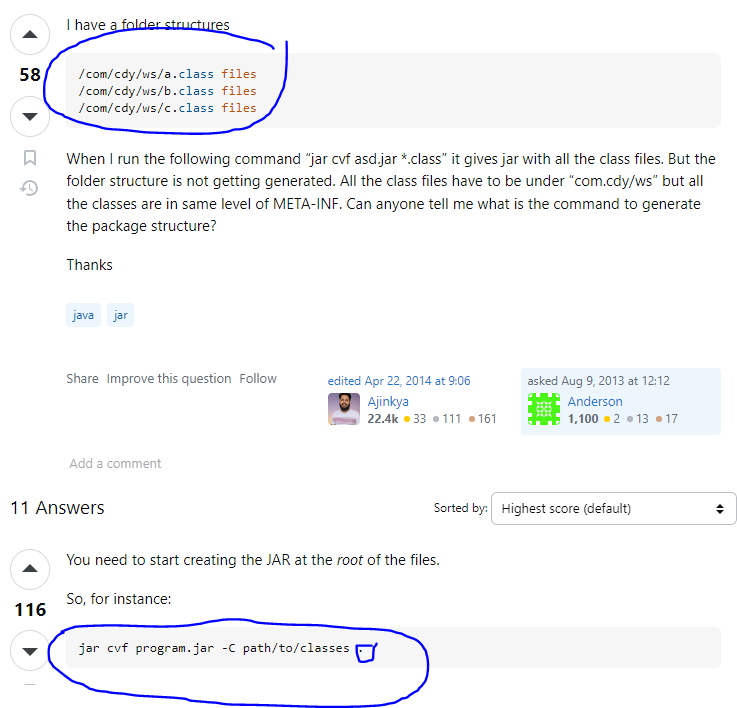 I have a folder structures
58
/com/cdy/ws/a.class files
/com/cdy/ws/b.class files
/com/cdy/ws/c.class files
When I run the following command “jar cvf asd.jar *.class” it gives jar with all the class files. But the
folder structure is not getting generated. All the class files have to be under “com.cdy/ws” but all
the classes are in same level of META-INF. Can anyone tell me what is the command to generate
the package structure?
Thanks
java jar
Share Improve this question Follow
edited Apr 22, 2014 at 9:06
Ajinkya
22.4k 33 111 161
asked Aug 9, 2013 at 12:12
Anderson
1,100 2 13 17
Add a comment
11 Answers
Sorted by: Highest score (default)
You need to start creating the JAR at the root of the files.
116
So, for instance:
jar cvf program.jar -C path/to/classes .